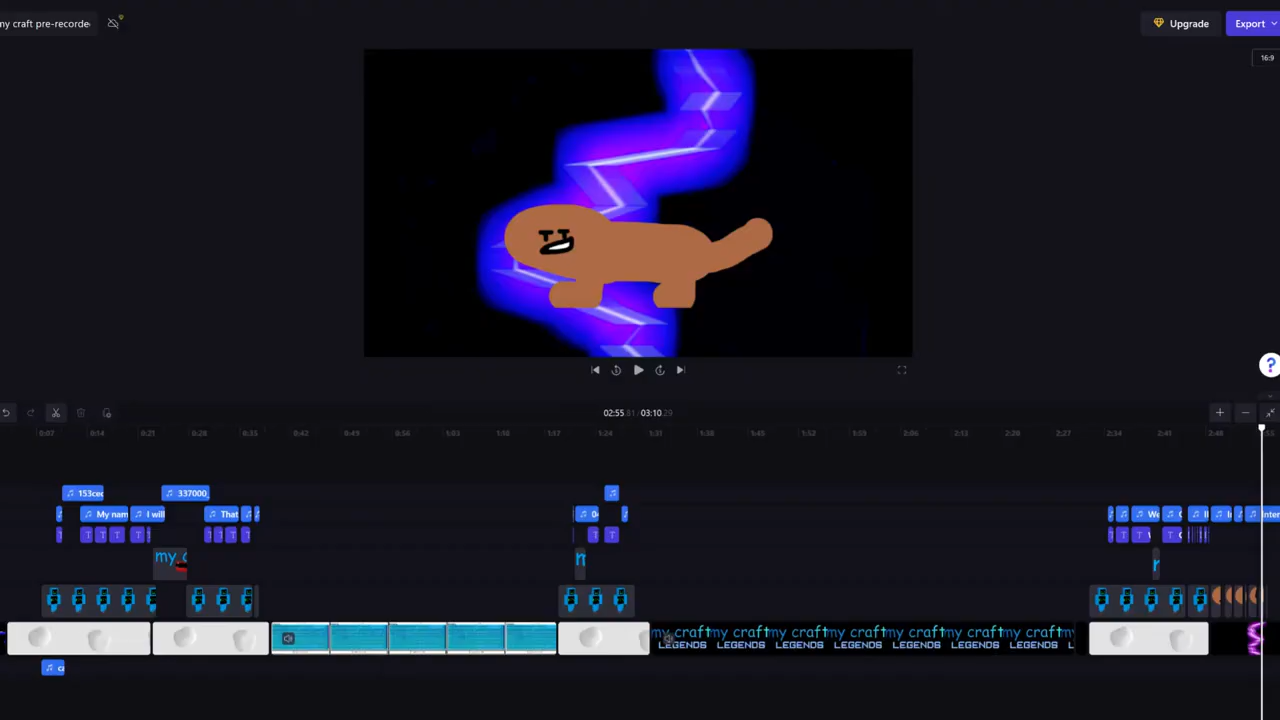 my craft pre-recorde
Upgrade
Export
16:9
?
02:55.81 / 03:10.29
0:07 0:14 0:21 0:28 0:35 0:42 0:49 0:56 1:03 1:10 1:17 1:24 1:31 1:38 1:45 1:52 1:59 2:06 2:13 2:20 2:27 2:34 2:41 2:48
153cec 337000_
My nam I will That 0 We Inter
T T T T T T T T T T T T T T
my c
my craft my craft my craft my craft my craft my craft my craft
LEGENDS LEGENDS LEGENDS LEGENDS LEGENDS LEGENDS LEGENDS L